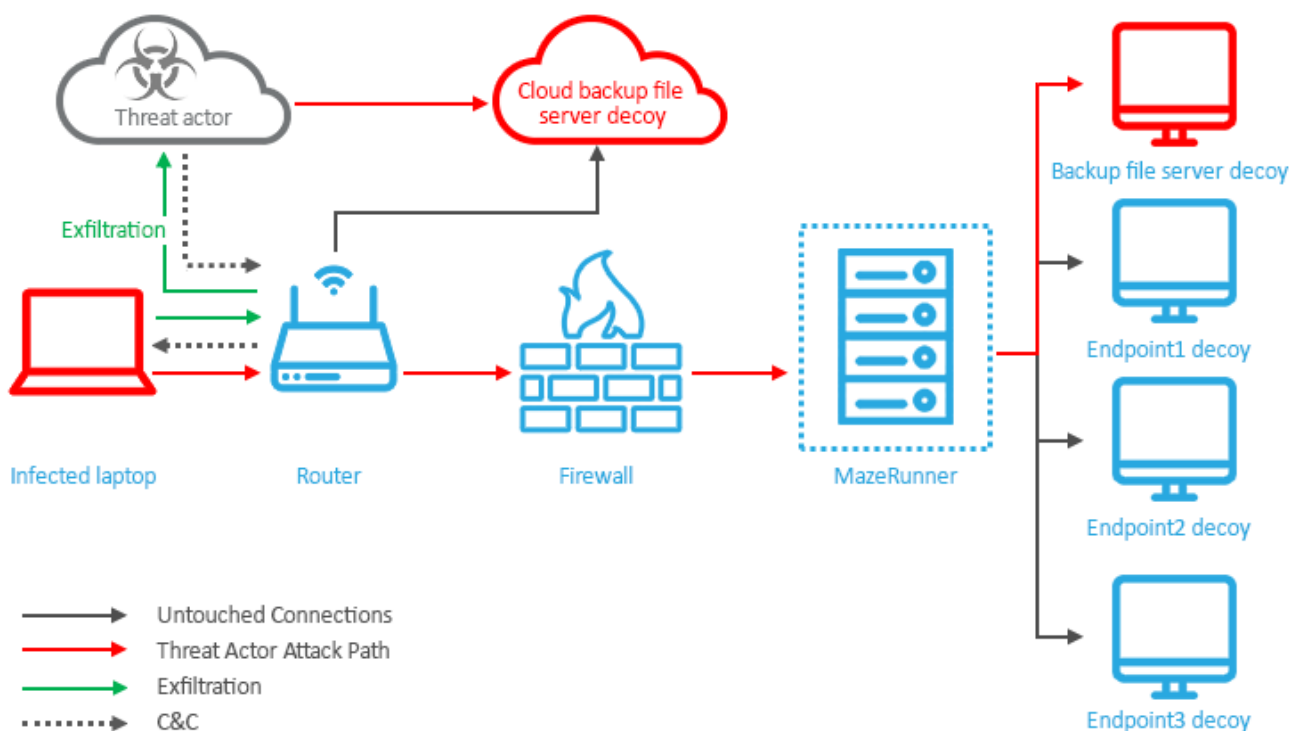 Threat actor
Cloud backup file
server decoy
Backup file server decoy
Exfiltration
Endpoint1 decoy
Infected laptop
Router
Firewall
MazeRunner
Endpoint2 decoy
Untouched Connections
Threat Actor Attack Path
Exfiltration
C&C
Endpoint3 decoy